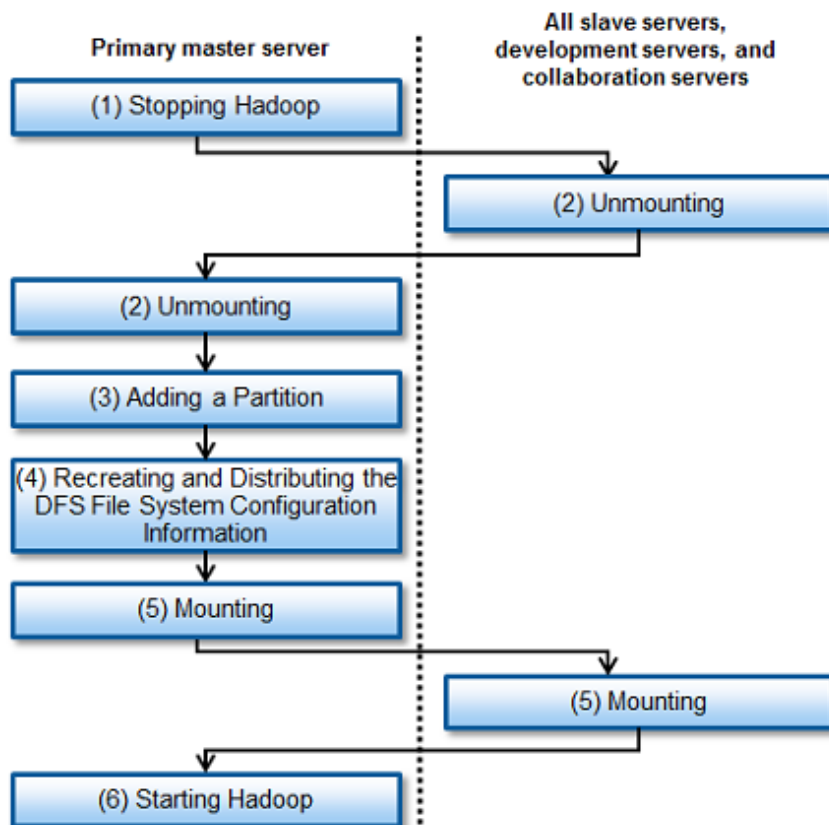 Primary master server
All slave servers,
development servers, and
collaboration servers
(1) Stopping Hadoop
(2) Unmounting
(2) Unmounting
(3) Adding a Partition
(4) Recreating and Distributing the
DFS File System Configuration
Information
(5) Mounting
(5) Mounting
(6) Starting Hadoop